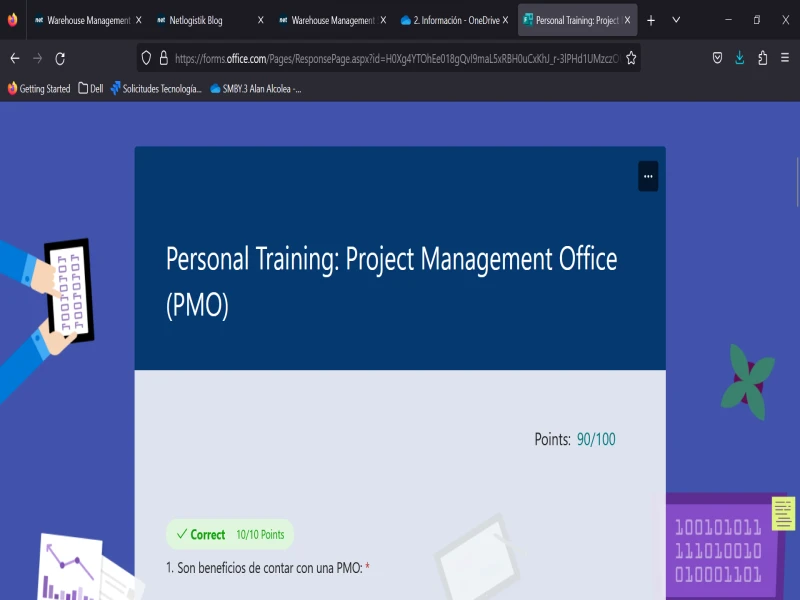 Warehouse Management
Netlogistik Blog
Warehouse Management
2. Información - OneDrive
Personal Training: Project
https://forms.office.com/Pages/ResponsePage.aspx?id=
Getting Started
Dell
Solicitudes Tecnología...
SMBY.3 Alan Alcolea -...
Personal Training: Project Management Office
(PMO)
Points: 90/100
Correct 10/10 Points
1. Son beneficios de contar con una PMO: *
100101011
111010010
010001101